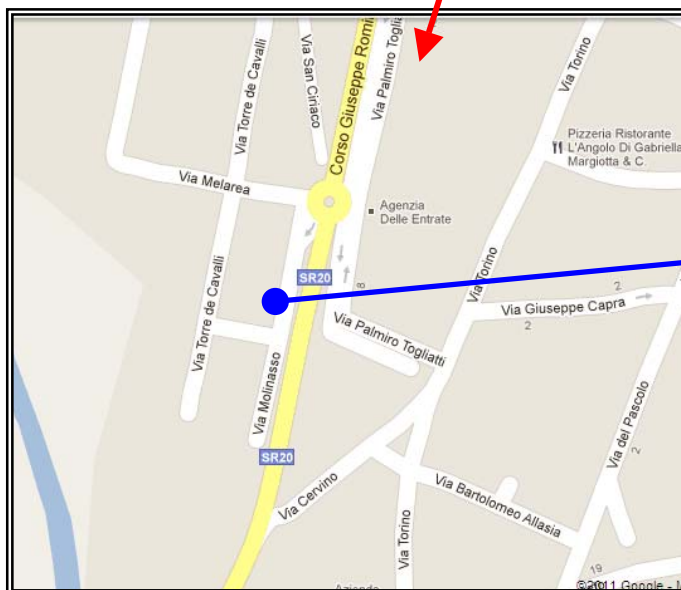 Via San Ciriaco
Corso Giuseppe Romi
Via Palmiro Toglia
Via Torino
Via Torre de Cavalli
Pizzeria Ristorante
L'Angolo Di Gabriella
Margiotta & C.
Via Melarea
Agenzia
Delle Entrate
SR20
8
Via Torino
2
Via Giuseppe Capra
2
Via Torre de Cavalli
Via Palmiro Togliatti
Via Molinasso
Via del Pascolo
2
SR20
Via Cervino
Via Bartolomeo Allasia
Via Torino
19
Aziende
©2011 Google - M